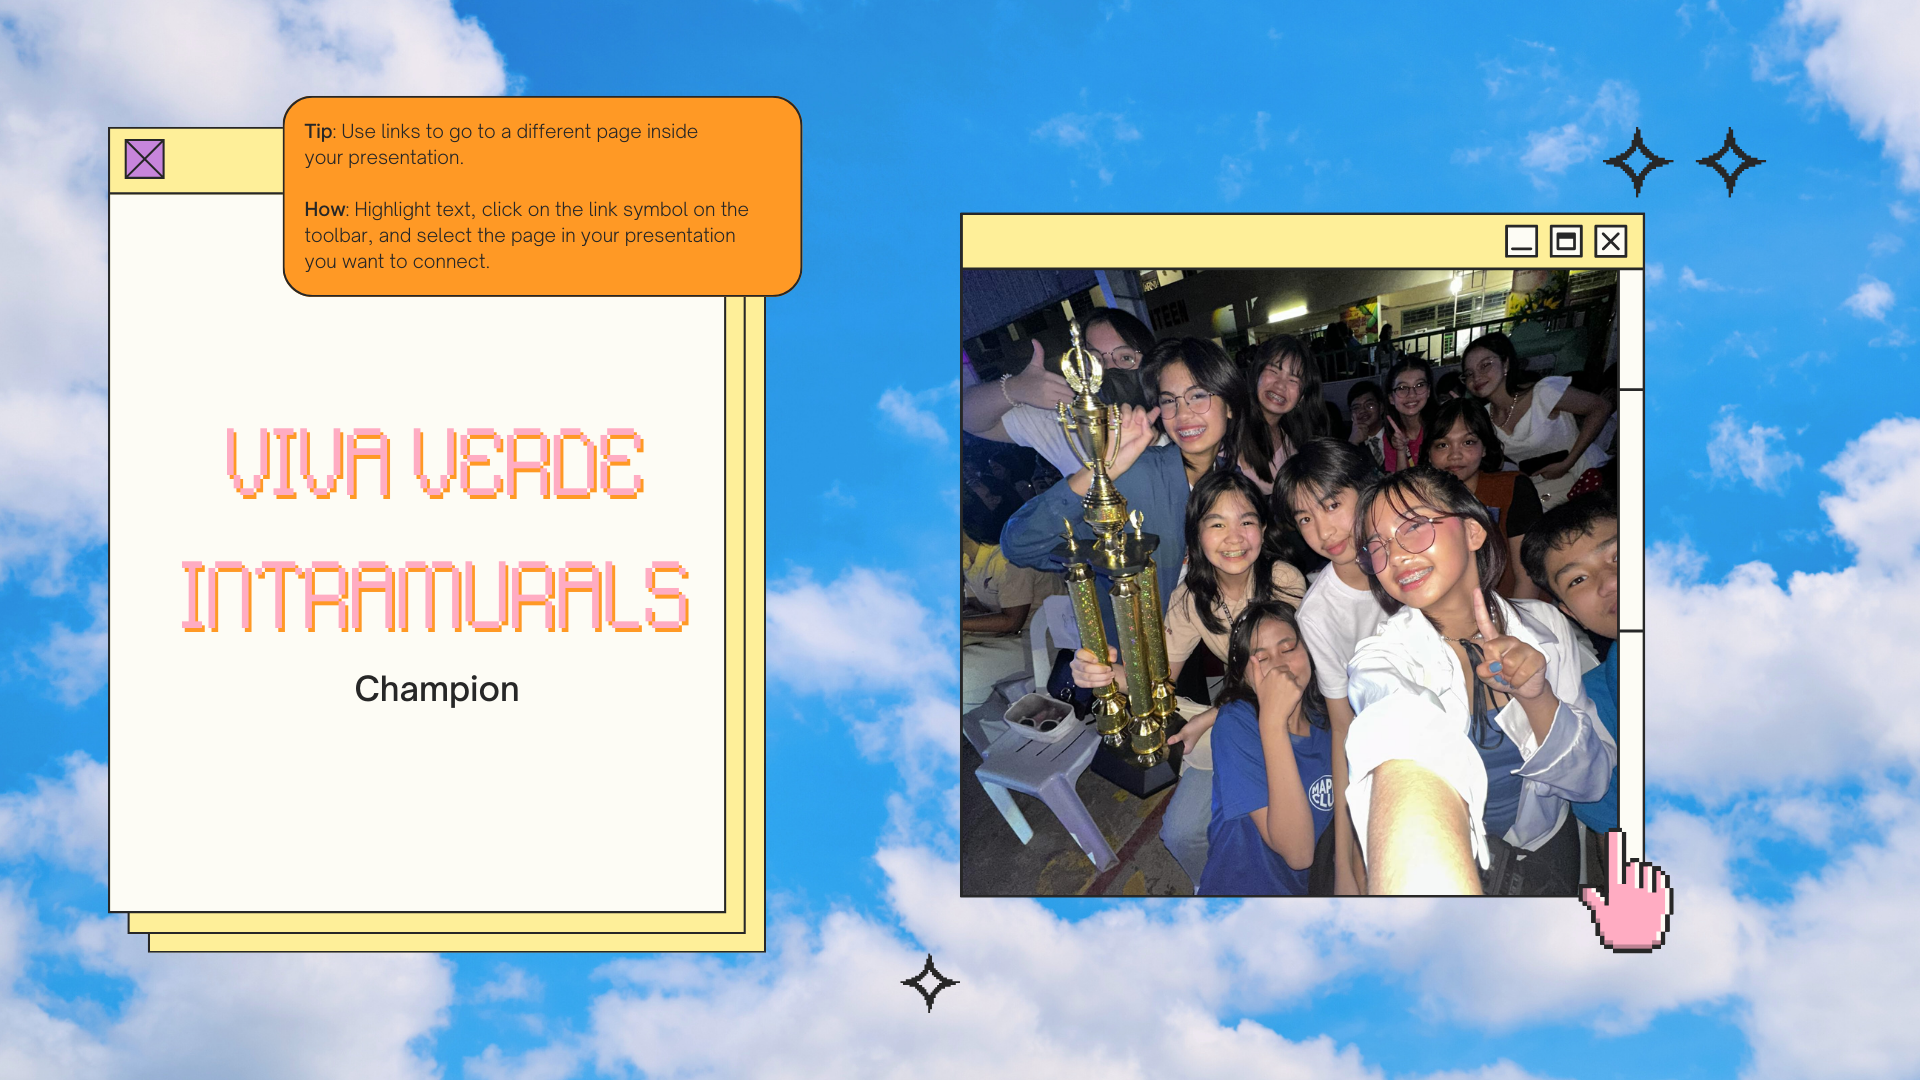 Tip: Use links to go to a different page inside
your presentation.
How: Highlight text, click on the link symbol on the
toolbar, and select the page in your presentation
you want to connect.
VIVA VERDE
INTRAMURALS
Champion